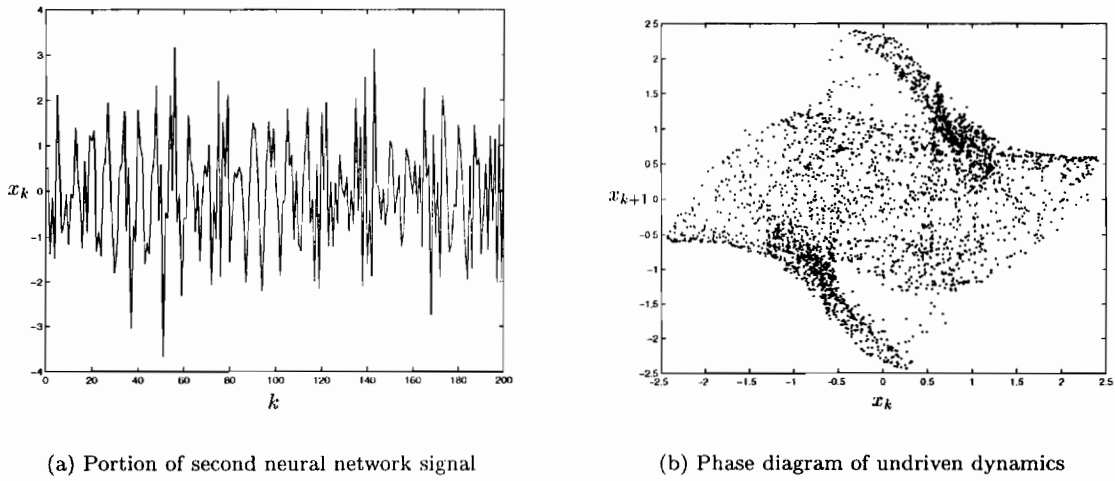 4
3
2
1
x_k 0
-1
-2
-3
-4
0 20 40 60 80 100 120 140 160 180 200
k
(a) Portion of second neural network signal
2.5
2
1.5
1
0.5
x_{k+1} 0
-0.5
-1
-1.5
-2
-2.5
-2.5 -2 -1.5 -1 -0.5 0 0.5 1 1.5 2 2.5
x_k
(b) Phase diagram of undriven dynamics